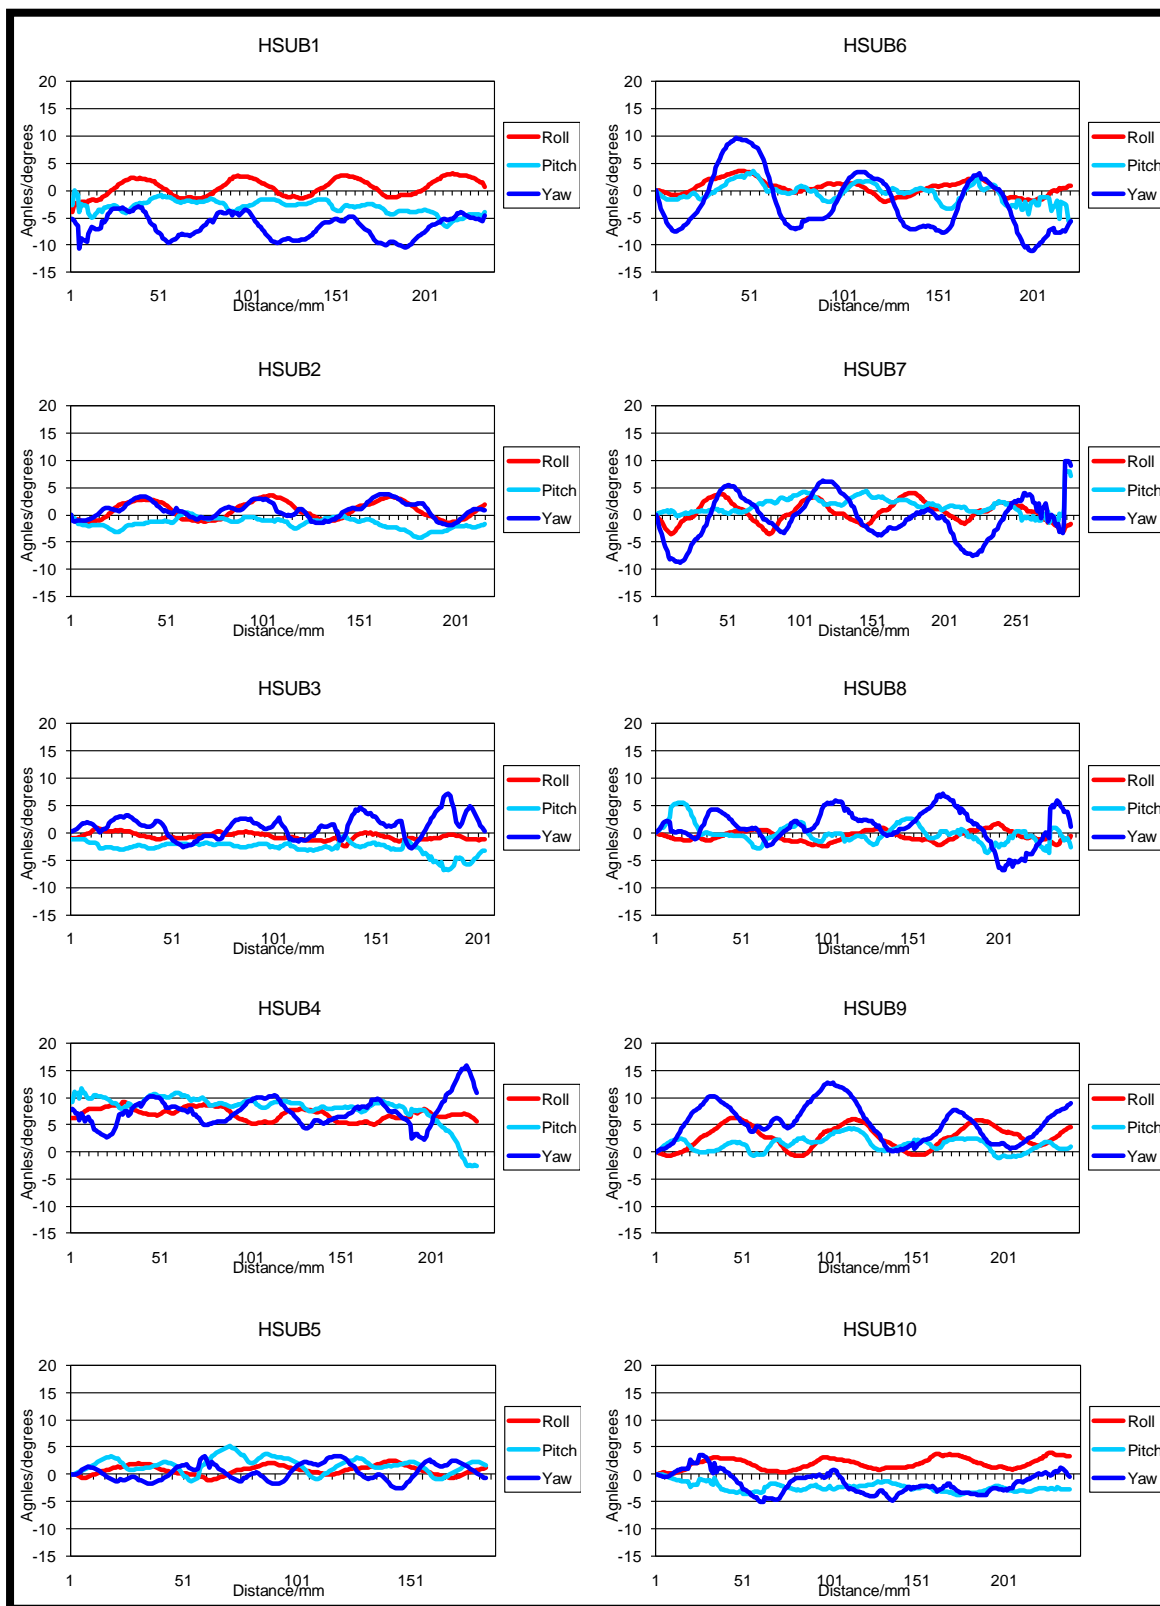 HSUB1
20
15
10
5
0
-5
-10
-15
Agnles/degrees
1 51 101 151 201
Distance/mm
Roll
Pitch
Yaw
HSUB6
20
15
10
5
0
-5
-10
-15
Agnles/degrees
1 51 101 151 201
Distance/mm
Roll
Pitch
Yaw
HSUB2
20
15
10
5
0
-5
-10
-15
Agnles/degrees
1 51 101 151 201
Distance/mm
Roll
Pitch
Yaw
HSUB7
20
15
10
5
0
-5
-10
-15
Agnles/degrees
1 51 101 151 201 251
Distance/mm
Roll
Pitch
Yaw
HSUB3
20
15
10
5
0
-5
-10
-15
Agnles/degrees
1 51 101 151 201
Distance/mm
Roll
Pitch
Yaw
HSUB8
20
15
10
5
0
-5
-10
-15
Agnles/degrees
1 51 101 151 201
Distance/mm
Roll
Pitch
Yaw
HSUB4
20
15
10
5
0
-5
-10
-15
Agnles/degrees
1 51 101 151 201
Distance/mm
Roll
Pitch
Yaw
HSUB9
20
15
10
5
0
-5
-10
-15
Agnles/degrees
1 51 101 151 201
Distance/mm
Roll
Pitch
Yaw
HSUB5
20
15
10
5
0
-5
-10
-15
Agnles/degrees
1 51 151
Distance/mm
Roll
Pitch
Yaw
HSUB10
20
15
10
5
0
-5
-10
-15
Agnles/degrees
1 51 101 151 201
Distance/mm
Roll
Pitch
Yaw